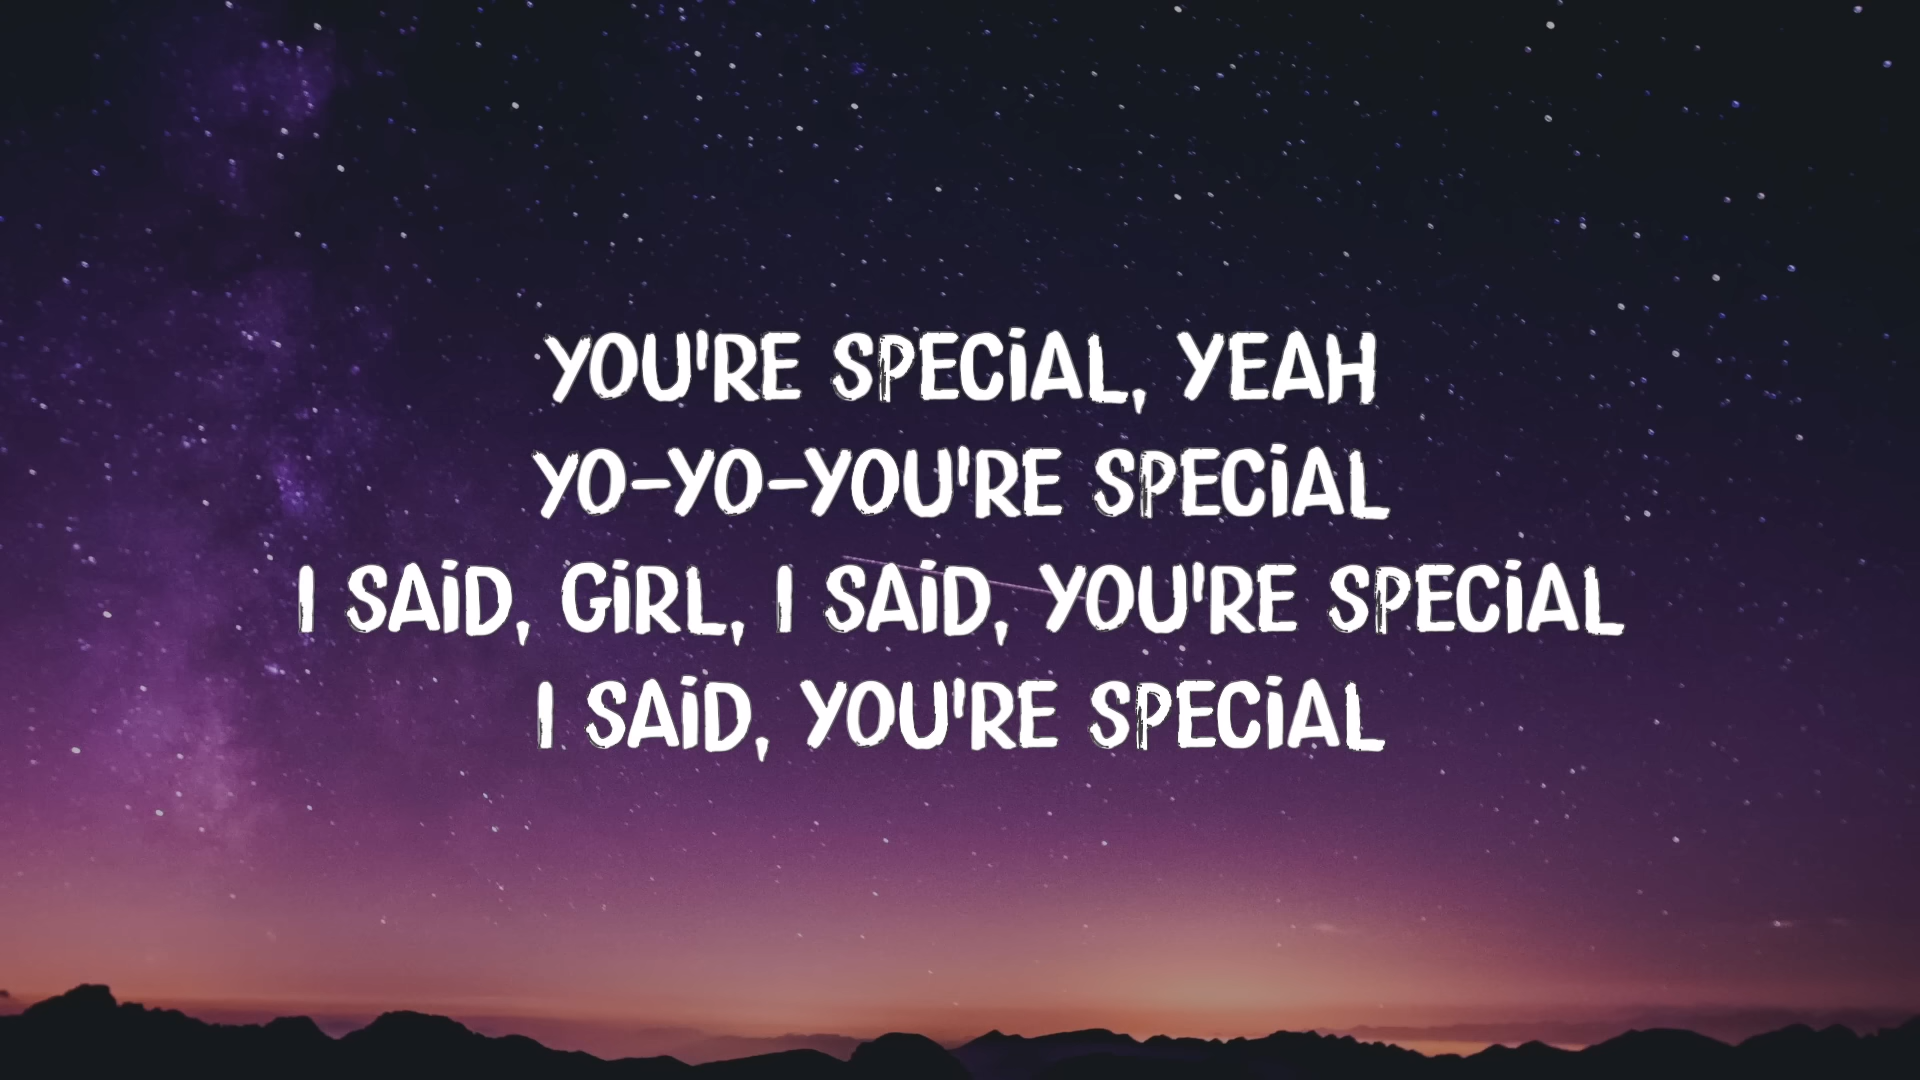 YOU'RE SPECIAL, YEAH
YO-YO-YOU'RE SPECIAL
I SAID, GIRL, I SAID, YOU'RE SPECIAL
I SAID, YOU'RE SPECIAL